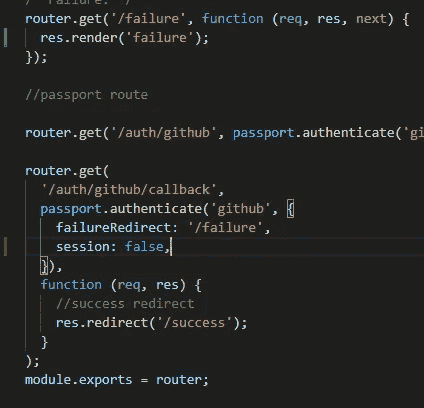 router.get('/failure', function (req, res, next) {
res.render('failure');
});
//passport route
router.get('/auth/github', passport.authenticate('gi
router.get(
'/auth/github/callback',
passport.authenticate('github', {
failureRedirect: '/failure',
session: false,
}),
function (req, res) {
//success redirect
res.redirect('/success');
}
);
module.exports = router;